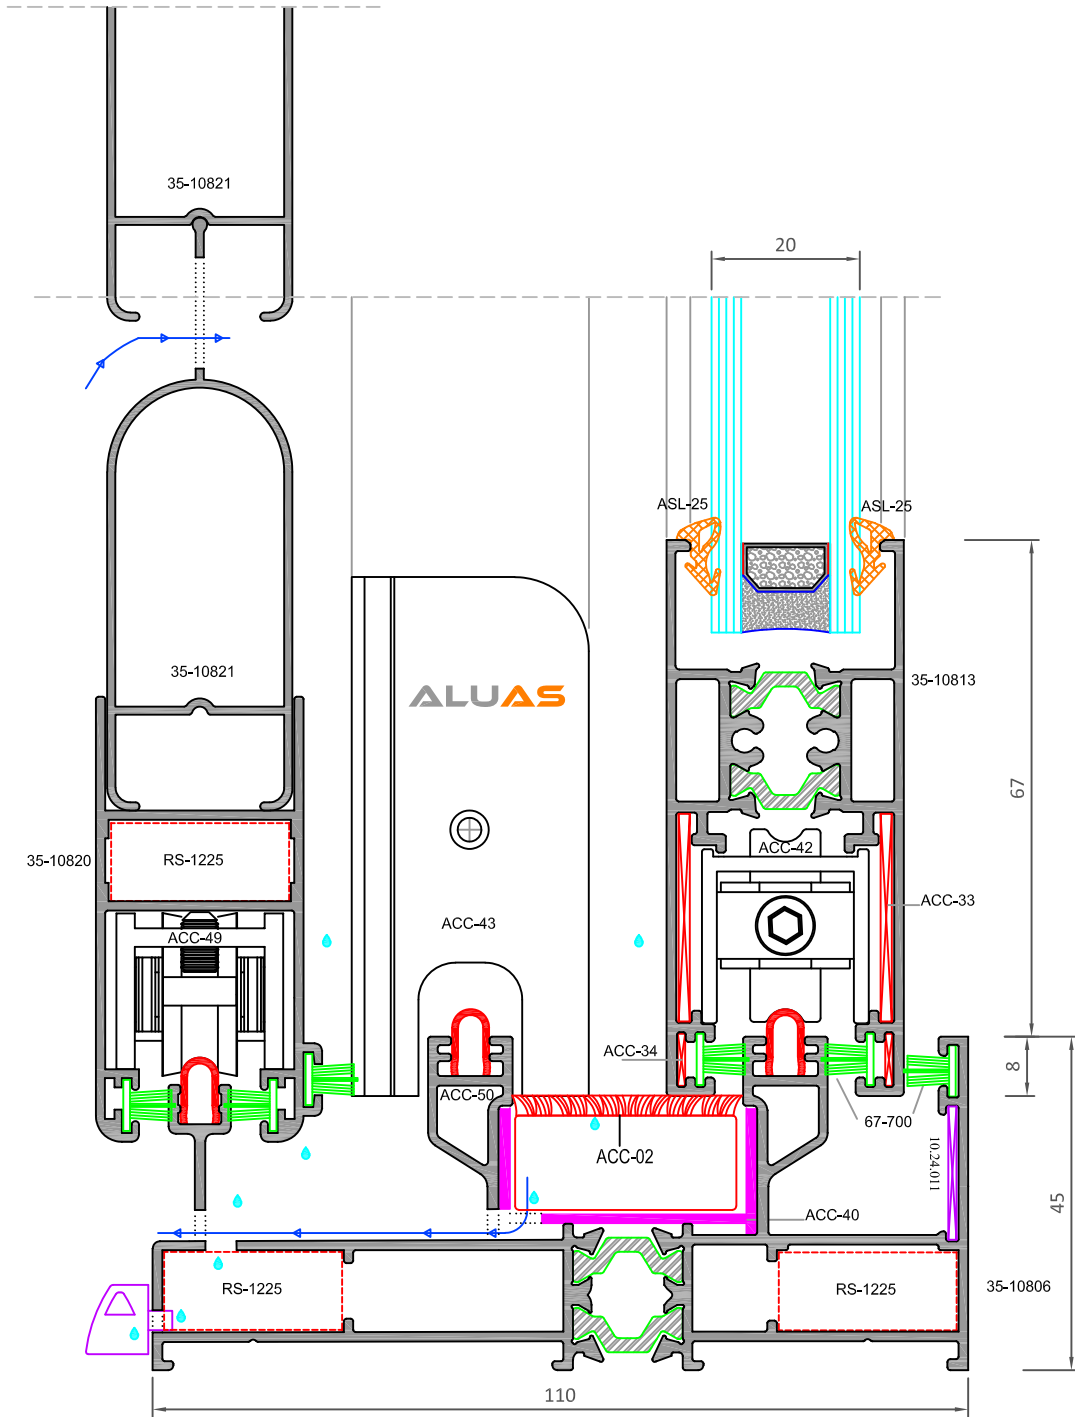 35-10821
20
ASL-25
ASL-25
35-10821
ALUAS
35-10813
67
ACC-42
35-10820
RS-1225
ACC-33
ACC-43
ACC-49
ACC-34
8
ACC-50
67-700
ACC-02
10.24.011
45
ACC-40
RS-1225
RS-1225
35-10806
110